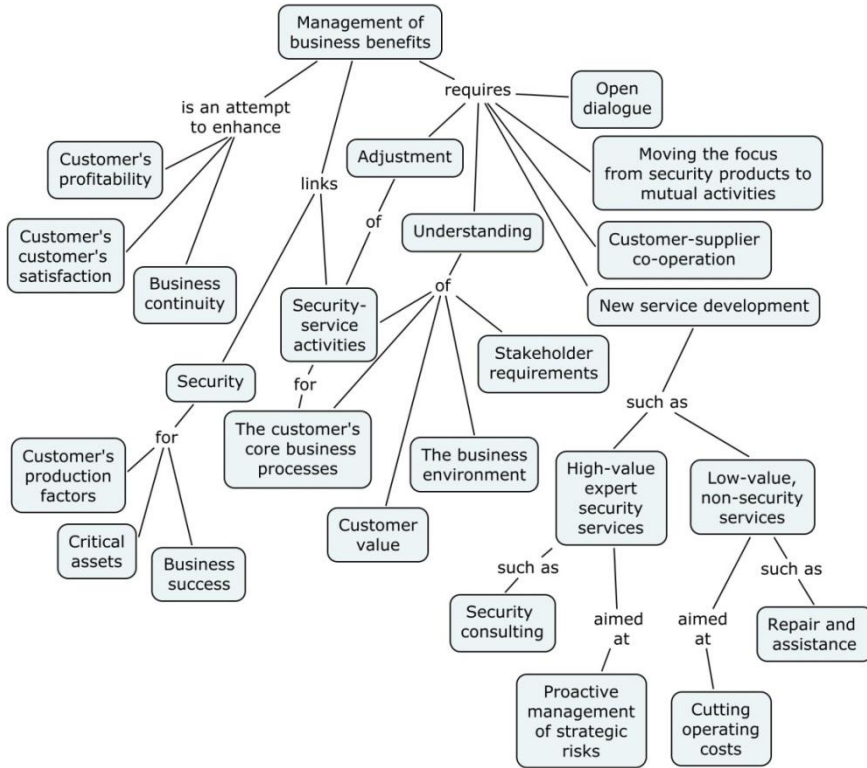 Management of
business benefits
is an attempt
to enhance
requires
Open
dialogue
Customer's
profitability
links
Adjustment
Moving the focus
from security products to
mutual activities
of
Customer's
customer's
satisfaction
Understanding
Customer-supplier
co-operation
Business
continuity
of
Security-
service
activities
New service development
Stakeholder
requirements
Security
for
such as
for
The customer's
core business
processes
The business
environment
Customer's
production
factors
High-value
expert
security
services
Low-value,
non-security
services
Critical
assets
Business
success
Customer
value
such as
such as
Security
consulting
aimed
at
aimed
at
Repair and
assistance
Proactive
management
of strategic
risks
Cutting
operating
costs